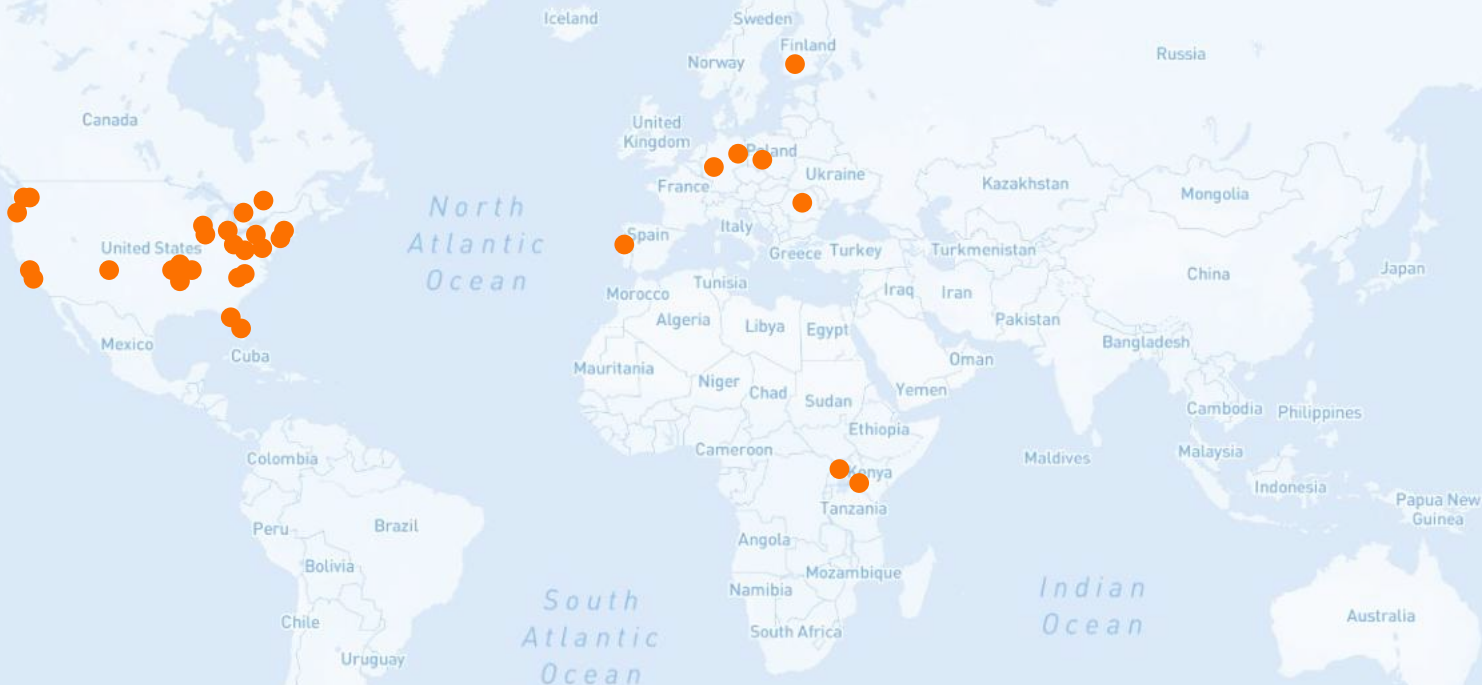 Iceland
Sweden
Finland
Norway
Russia
Canada
United
Kingdom
Poland
Ukraine
France
Kazakhstan
Mongolia
North
Atlantic
Ocean
United States
Spain
Italy
Greece
Turkey
Turkmenistan
China
Japan
Morocco
Tunisia
Iraq
Iran
Algeria
Libya
Egypt
Pakistan
Mexico
Cuba
Bangladesh
Oman
Mauritania
Niger
Chad
Sudan
Yemen
Cambodia
Philippines
Ethiopia
Cameroon
Colombia
Maldives
Malaysia
Kenya
Indonesia
Papua New
Guinea
Tanzania
Peru
Brazil
Angola
Bolivia
Mozambique
Namibia
South
Atlantic
Ocean
Indian
Ocean
Chile
South Africa
Australia
Uruguay